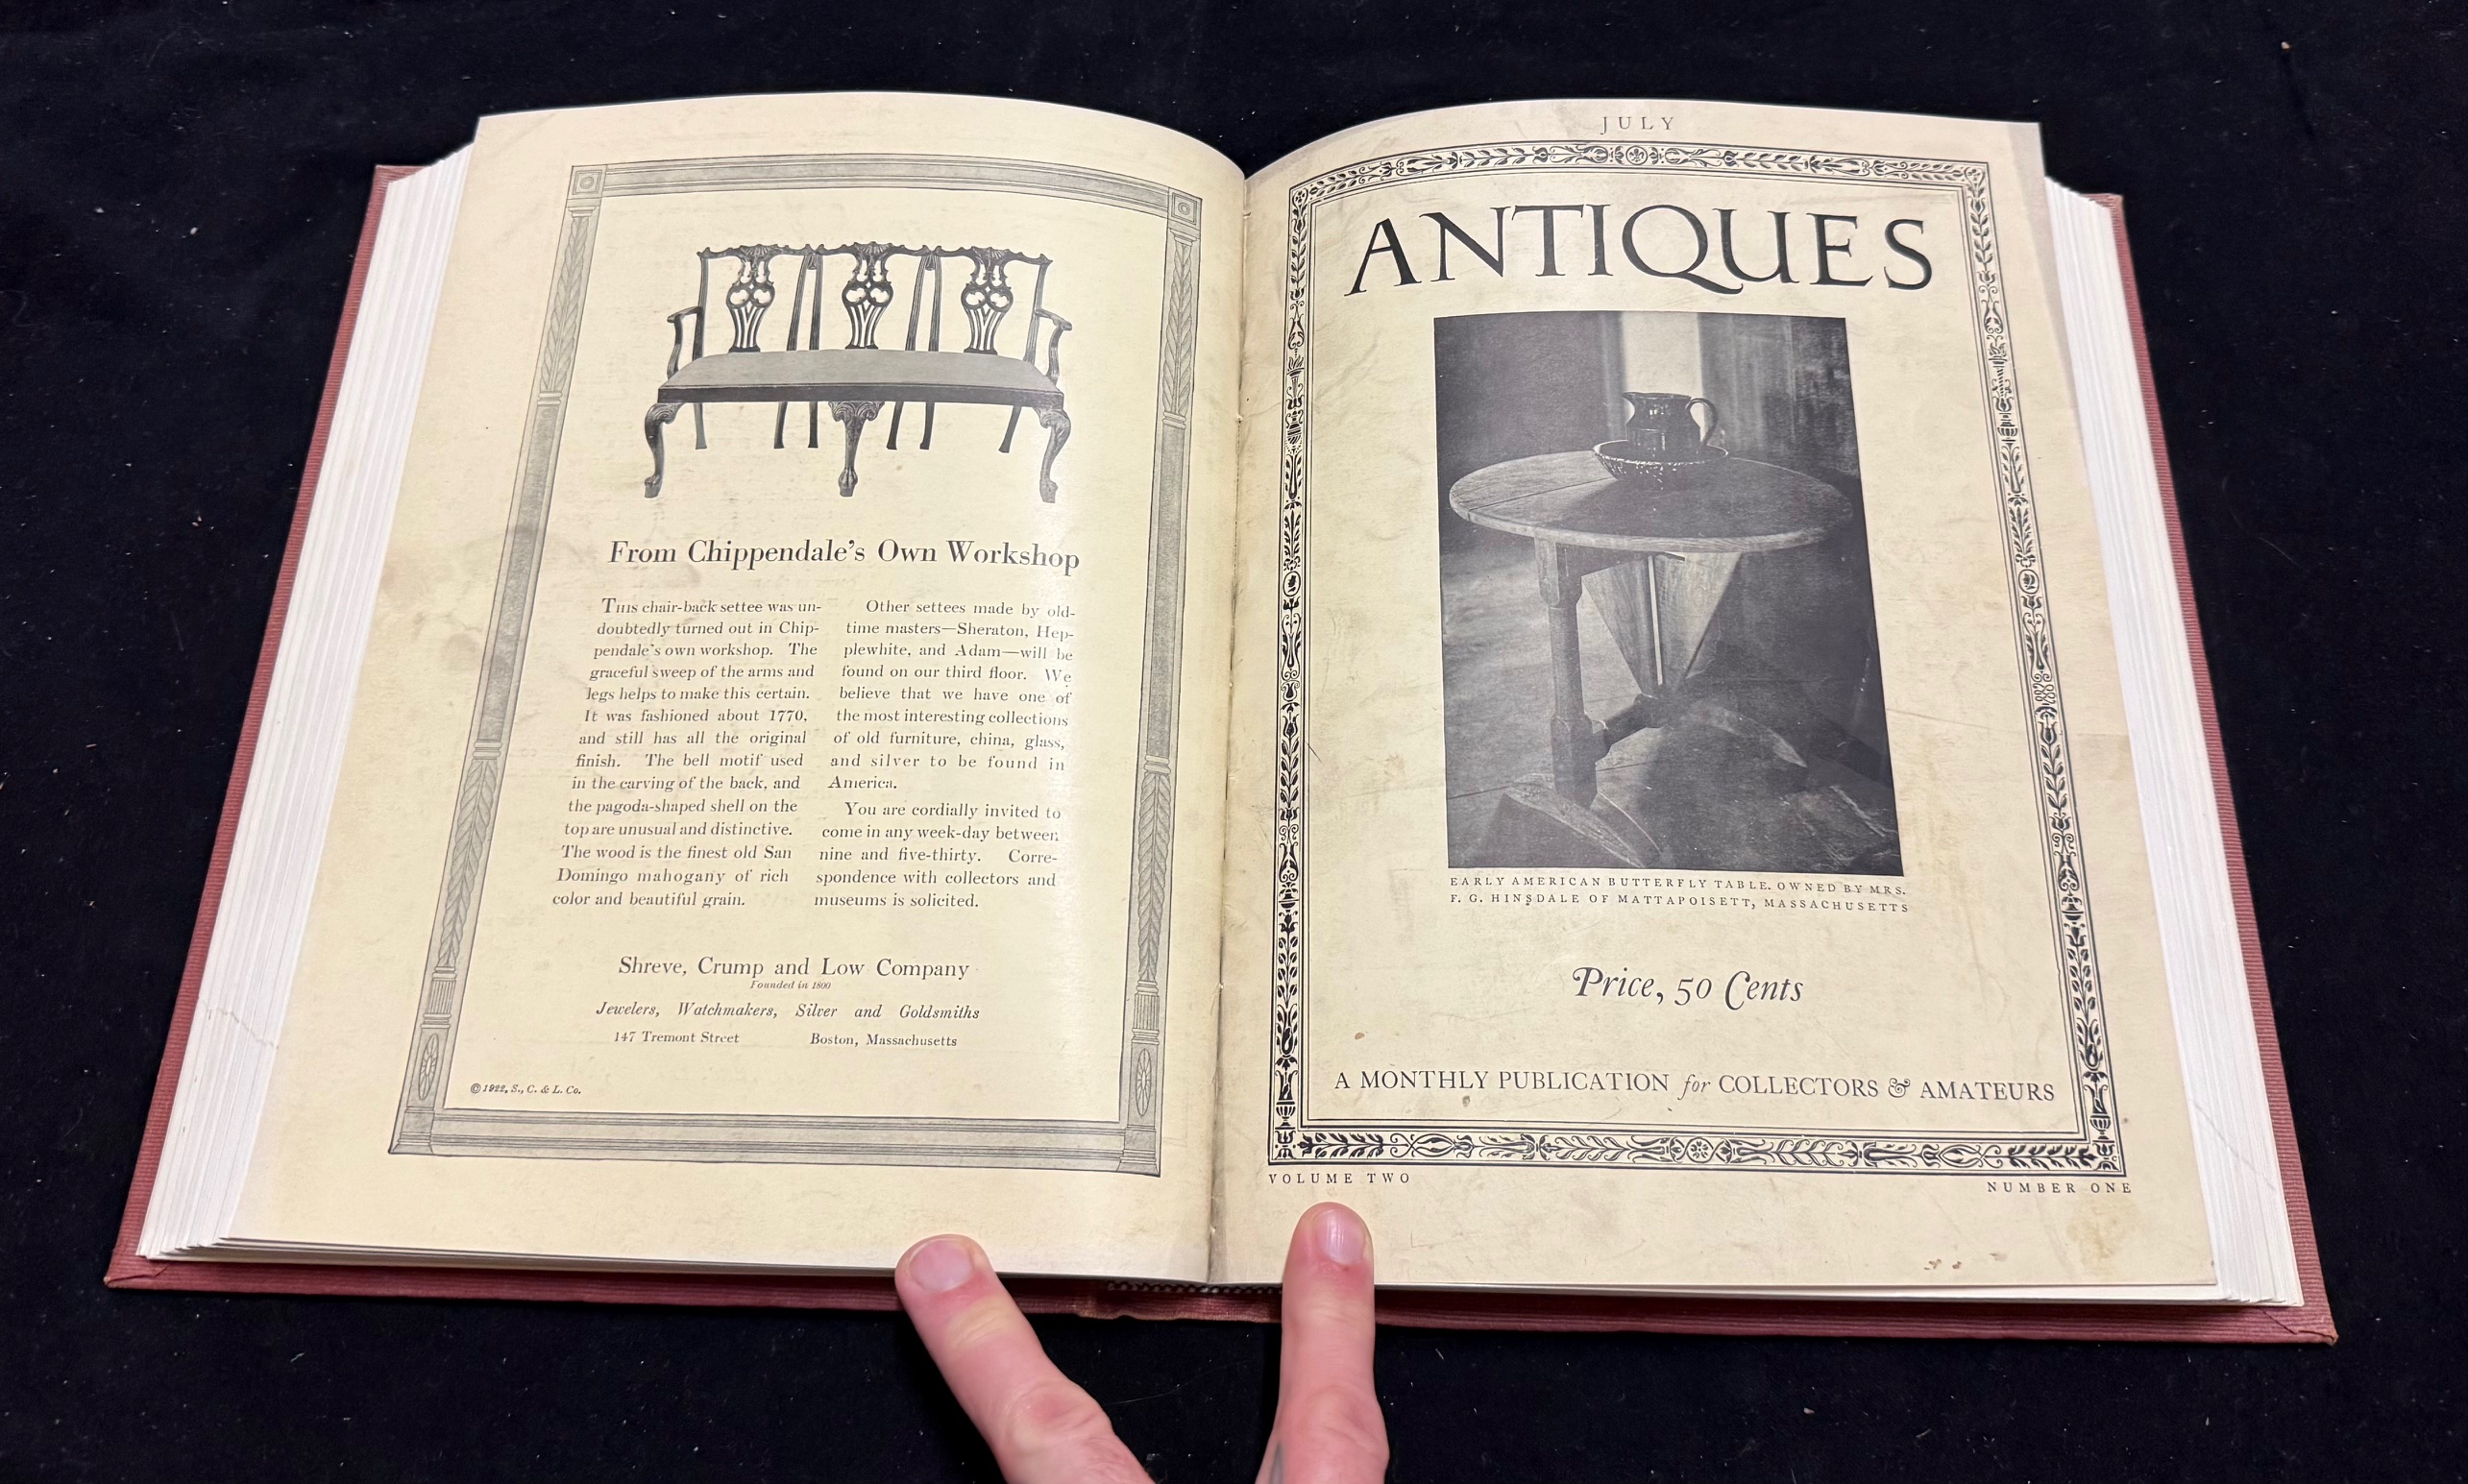 From Chippendale's Own Workshop
This chair-back settee was un-
doubtedly turned out in Chip-
pendale's own workshop. The
graceful sweep of the arms and
legs helps to make this certain.
It was fashioned about 1770,
and still has all the original
finish. The bell motif used
in the carving of the back, and
the pagoda-shaped shell on the
top are unusual and distinctive.
The wood is the finest old San
Domingo mahogany of rich
color and beautiful grain.
Other settees made by old-
time masters—Sheraton, Hep-
plewhite, and Adam—will be
found on our third floor. We
believe that we have one of
the most interesting collections
of old furniture, china, glass,
and silver to be found in
America.
You are cordially invited to
come in any week-day between
nine and five-thirty. Corre-
spondence with collectors and
museums is solicited.
Shreve, Crump and Low Company
Founded in 1800
Jewelers, Watchmakers, Silver and Goldsmiths
147 Tremont Street Boston, Massachusetts
©1922, S., C. & L. Co.
JULY
ANTIQUES
EARLY AMERICAN BUTTERFLY TABLE. OWNED BY MRS.
F. G. HINSDALE OF MATTAPOISETT, MASSACHUSETTS
Price, 50 Cents
A MONTHLY PUBLICATION for COLLECTORS & AMATEURS
VOLUME TWO NUMBER ONE